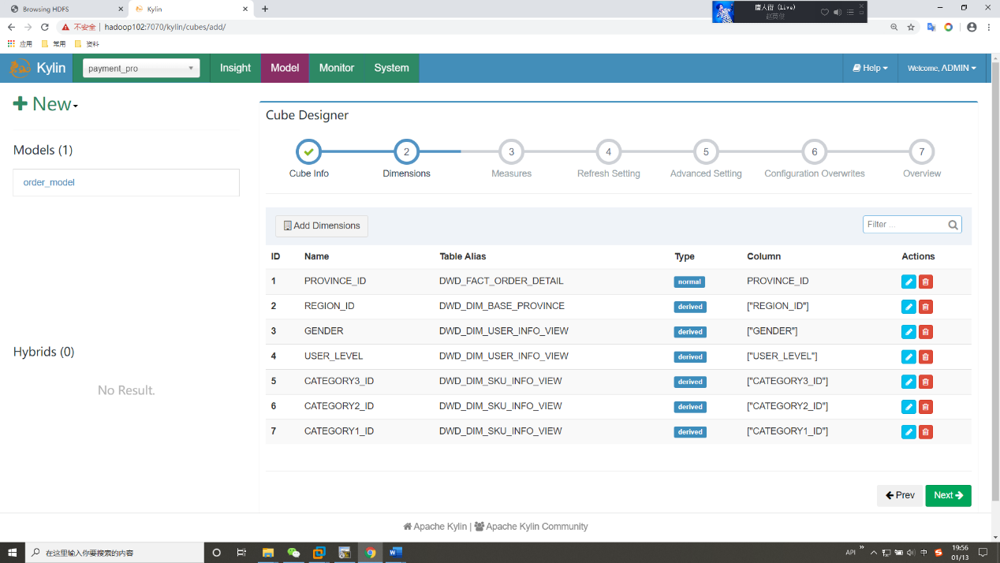 Browsing HDFS
Kylin
唐人街 (Live)
赵英俊
不安全 | hadoop102:7070/kylin/cubes/add/
应用 常用 资料
Kylin payment_pro Insight Model Monitor System Help Welcome, ADMIN
New
Models (1)
order_model
Hybrids (0)
No Result.
Cube Designer
2 3 4 5 6 7
Cube Info Dimensions Measures Refresh Setting Advanced Setting Configuration Overwrites Overview
Add Dimensions Filter ...
ID Name Table Alias Type Column Actions
1 PROVINCE_ID DWD_FACT_ORDER_DETAIL normal PROVINCE_ID
2 REGION_ID DWD_DIM_BASE_PROVINCE derived ["REGION_ID"]
3 GENDER DWD_DIM_USER_INFO_VIEW derived ["GENDER"]
4 USER_LEVEL DWD_DIM_USER_INFO_VIEW derived ["USER_LEVEL"]
5 CATEGORY3_ID DWD_DIM_SKU_INFO_VIEW derived ["CATEGORY3_ID"]
6 CATEGORY2_ID DWD_DIM_SKU_INFO_VIEW derived ["CATEGORY2_ID"]
7 CATEGORY1_ID DWD_DIM_SKU_INFO_VIEW derived ["CATEGORY1_ID"]
Prev Next
Apache Kylin | Apache Kylin Community
在这里输入你要搜索的内容
API 中 19:56
01/13